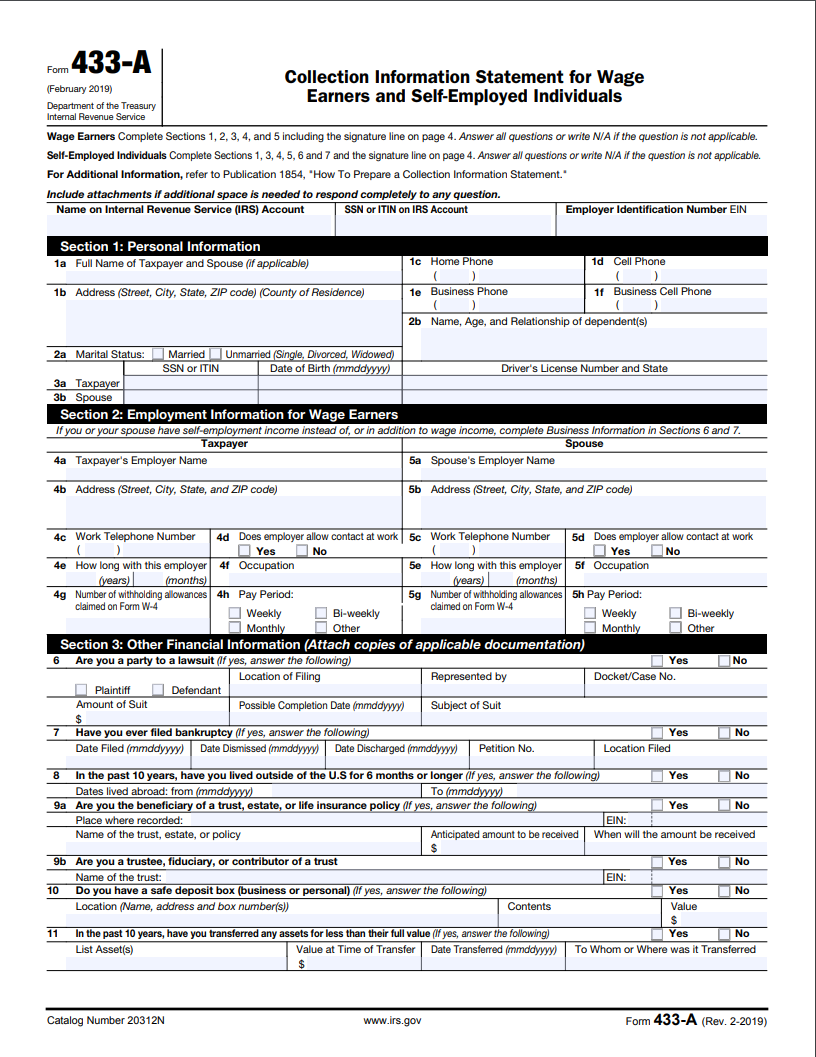 Form 433-A
(February 2019)
Department of the Treasury
Internal Revenue Service
Collection Information Statement for Wage
Earners and Self-Employed Individuals
Wage Earners Complete Sections 1, 2, 3, 4, and 5 including the signature line on page 4. Answer all questions or write N/A if the question is not applicable.
Self-Employed Individuals Complete Sections 1, 3, 4, 5, 6 and 7 and the signature line on page 4. Answer all questions or write N/A if the question is not applicable.
For Additional Information, refer to Publication 1854, "How To Prepare a Collection Information Statement."
Include attachments if additional space is needed to respond completely to any question.
Name on Internal Revenue Service (IRS) Account SSN or ITIN on IRS Account Employer Identification Number EIN
Section 1: Personal Information
1a Full Name of Taxpayer and Spouse (if applicable) 1c Home Phone 1d Cell Phone
( ) ( )
1b Address (Street, City, State, ZIP code) (County of Residence) 1e Business Phone 1f Business Cell Phone
( ) ( )
2b Name, Age, and Relationship of dependent(s)
2a Marital Status: Married Unmarried (Single, Divorced, Widowed)
SSN or ITIN Date of Birth (mmddyyyy) Driver's License Number and State
3a Taxpayer
3b Spouse
Section 2: Employment Information for Wage Earners
If you or your spouse have self-employment income instead of, or in addition to wage income, complete Business Information in Sections 6 and 7.
Taxpayer Spouse
4a Taxpayer's Employer Name 5a Spouse's Employer Name
4b Address (Street, City, State, and ZIP code) 5b Address (Street, City, State, and ZIP code)
4c Work Telephone Number 4d Does employer allow contact at work 5c Work Telephone Number 5d Does employer allow contact at work
( ) Yes No ( ) Yes No
4e How long with this employer 4f Occupation 5e How long with this employer 5f Occupation
(years) (months) (years) (months)
4g Number of withholding allowances claimed on Form W-4 4h Pay Period: 5g Number of withholding allowances claimed on Form W-4 5h Pay Period:
Weekly Bi-weekly Weekly Bi-weekly
Monthly Other Monthly Other
Section 3: Other Financial Information (Attach copies of applicable documentation)
6 Are you a party to a lawsuit (If yes, answer the following) Yes No
Location of Filing Represented by Docket/Case No.
Plaintiff Defendant
Amount of Suit Possible Completion Date (mmddyyyy) Subject of Suit
$
7 Have you ever filed bankruptcy (If yes, answer the following) Yes No
Date Filed (mmddyyyy) Date Dismissed (mmddyyyy) Date Discharged (mmddyyyy) Petition No. Location Filed
8 In the past 10 years, have you lived outside of the U.S for 6 months or longer (If yes, answer the following) Yes No
Dates lived abroad: from (mmddyyyy) To (mmddyyyy)
9a Are you the beneficiary of a trust, estate, or life insurance policy (If yes, answer the following) Yes No
Place where recorded: EIN:
Name of the trust, estate, or policy Anticipated amount to be received When will the amount be received
$
9b Are you a trustee, fiduciary, or contributor of a trust Yes No
Name of the trust: EIN:
10 Do you have a safe deposit box (business or personal) (If yes, answer the following) Yes No
Location (Name, address and box number(s)) Contents Value
$
11 In the past 10 years, have you transferred any assets for less than their full value (If yes, answer the following) Yes No
List Asset(s) Value at Time of Transfer Date Transferred (mmddyyyy) To Whom or Where was it Transferred
$
Catalog Number 20312N www.irs.gov Form 433-A (Rev. 2-2019)